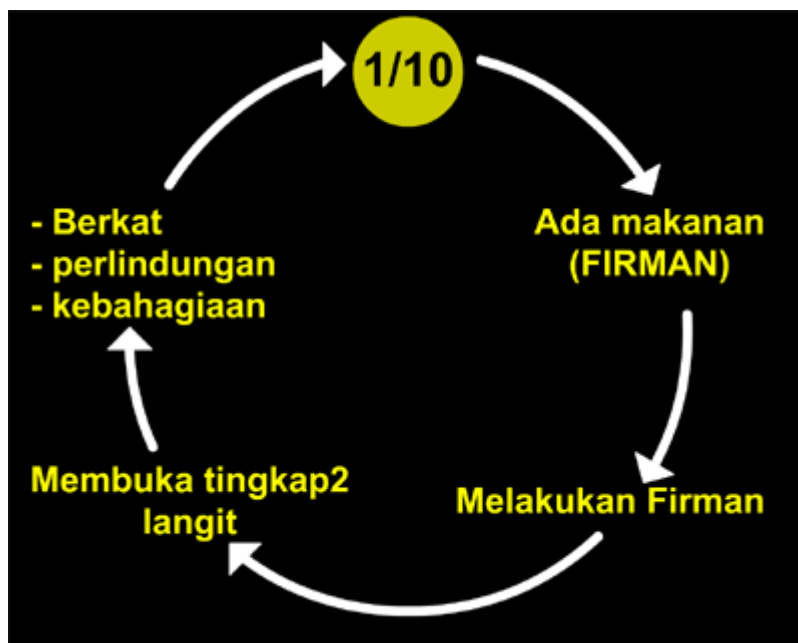 1/10
Ada makanan
(FIRMAN)
Melakukan Firman
Membuka tingkap2
langit
- Berkat
- perlindungan
- kebahagiaan